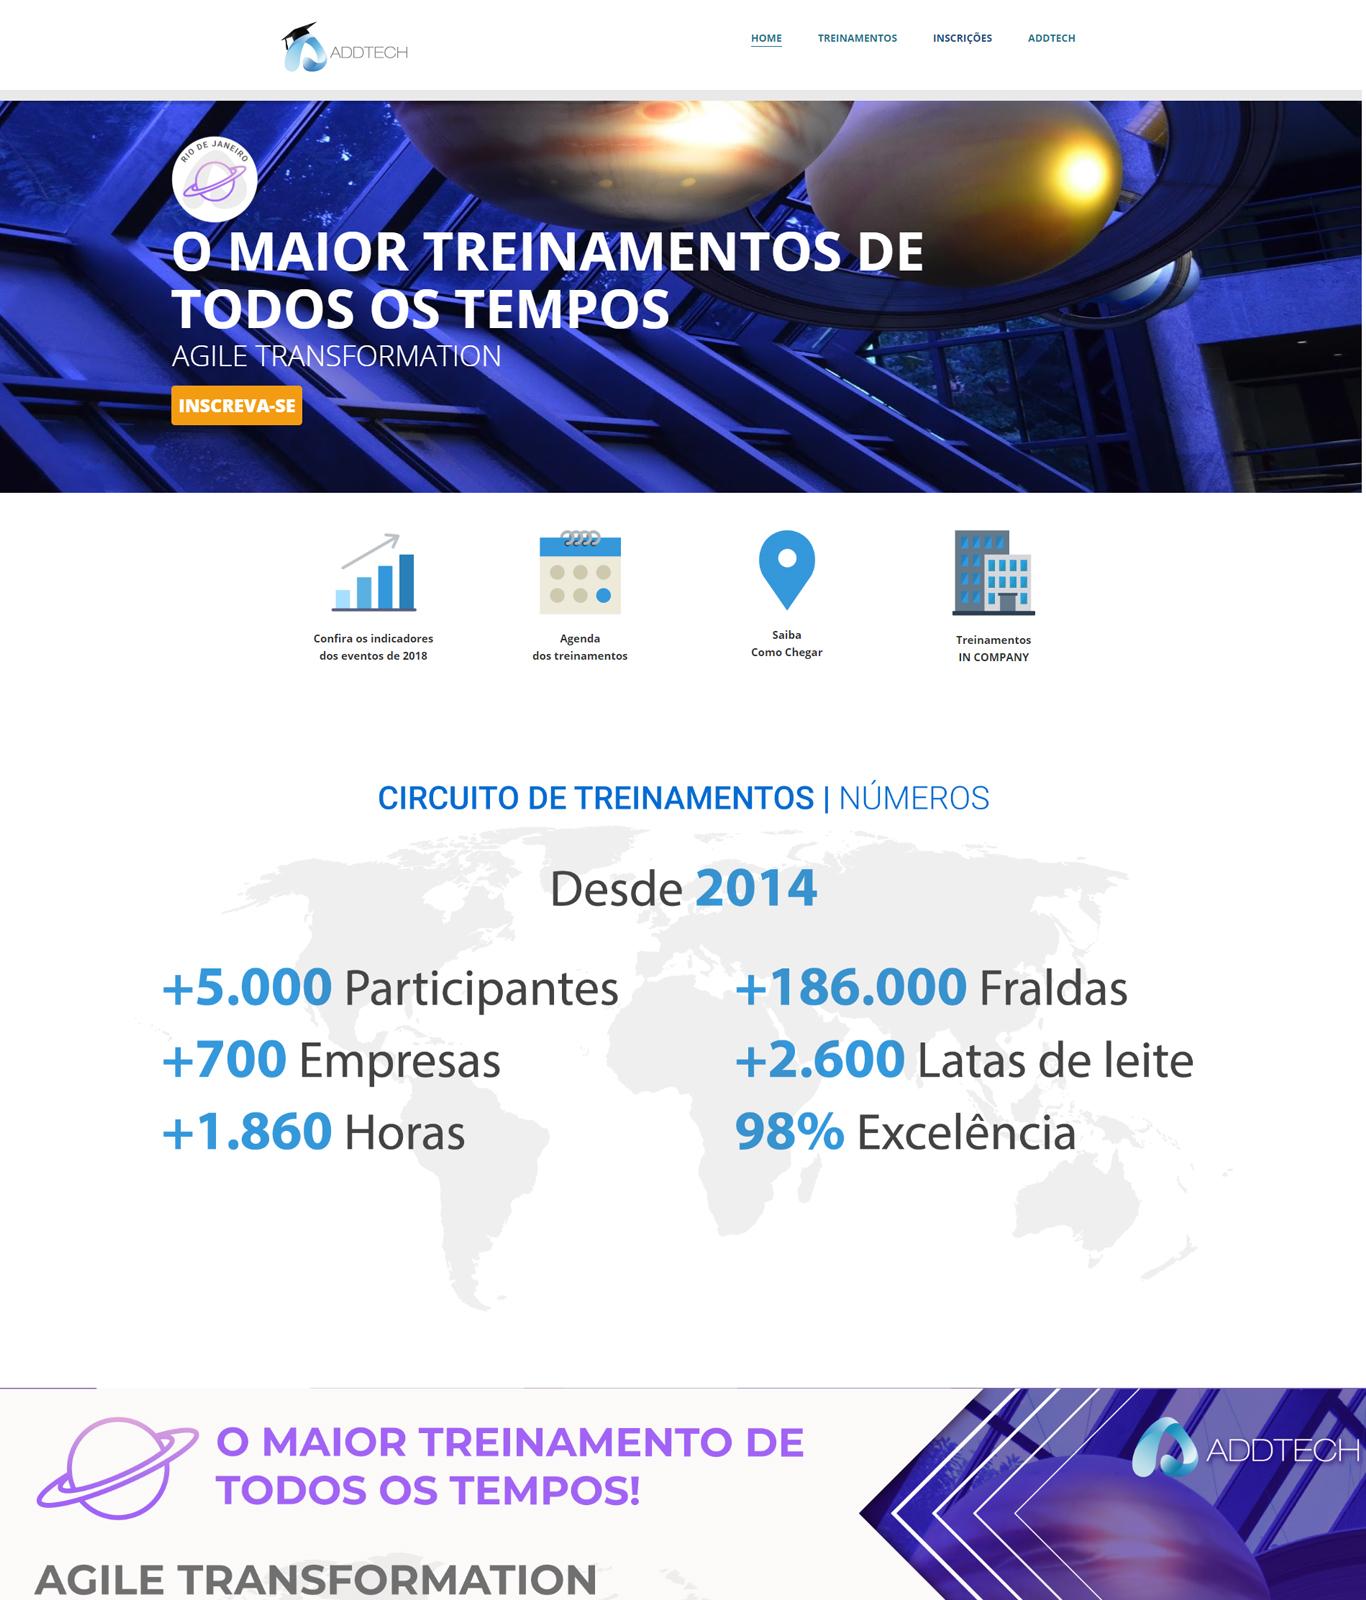 ADDTECH
HOME
TREINAMENTOS
INSCRIÇÕES
ADDTECH
RIO DE JANEIRO
O MAIOR TREINAMENTOS DE
TODOS OS TEMPOS
AGILE TRANSFORMATION
INSCREVA-SE
Confira os indicadores
dos eventos de 2018
Agenda
dos treinamentos
Saiba
Como Chegar
Treinamentos
IN COMPANY
CIRCUITO DE TREINAMENTOS | NÚMEROS
Desde 2014
+5.000 Participantes
+700 Empresas
+1.860 Horas
+186.000 Fraldas
+2.600 Latas de leite
98% Excelência
O MAIOR TREINAMENTO DE
TODOS OS TEMPOS!
ADDTECH
AGILE TRANSFORMATION